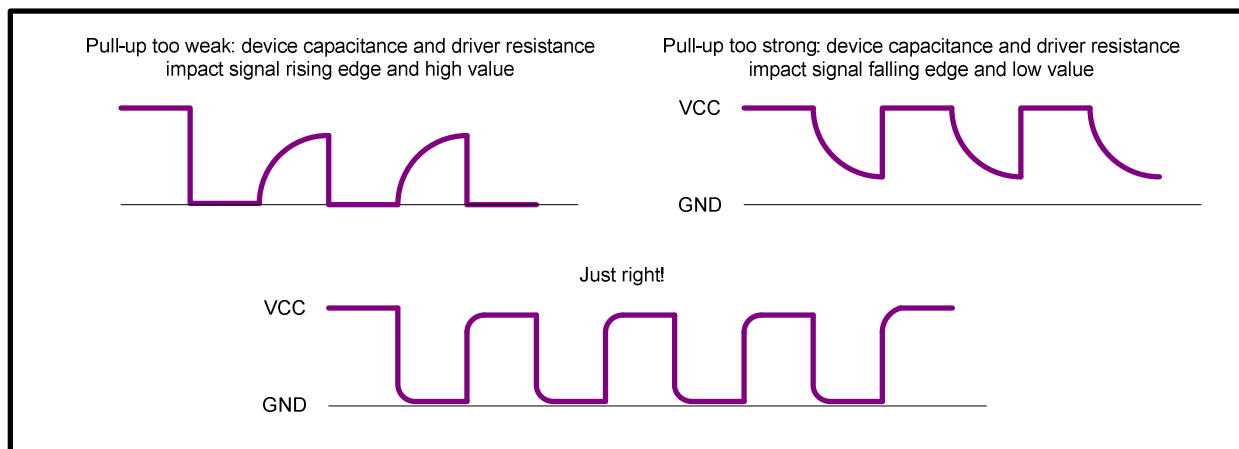 Pull-up too weak: device capacitance and driver resistance
impact signal rising edge and high value
Pull-up too strong: device capacitance and driver resistance
impact signal falling edge and low value
VCC
GND
Just right!
VCC
GND